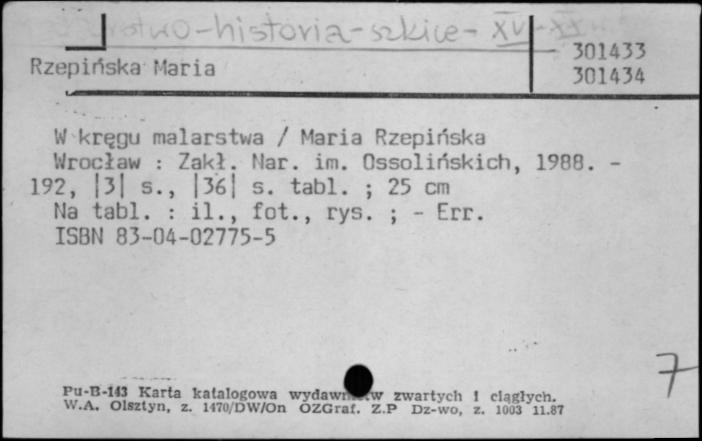 -historia-szkice- XV-XX w.
301433
Rzepińska Maria
301434
W kręgu malarstwa / Maria Rzepińska
Wrocław : Zakł. Nar. im. Ossolińskich, 1988. -
192, |3| s., |36| s. tabl. ; 25 cm
Na tabl. : il., fot., rys. ; - Err.
ISBN 83-04-02775-5
7
Pu-B-143 Karta katalogowa zwartych i ciągłych.
W.A. Olsztyn, z. 1470/DW/On OZGraf. Z.P Dz-wo, z. 1003 11.87